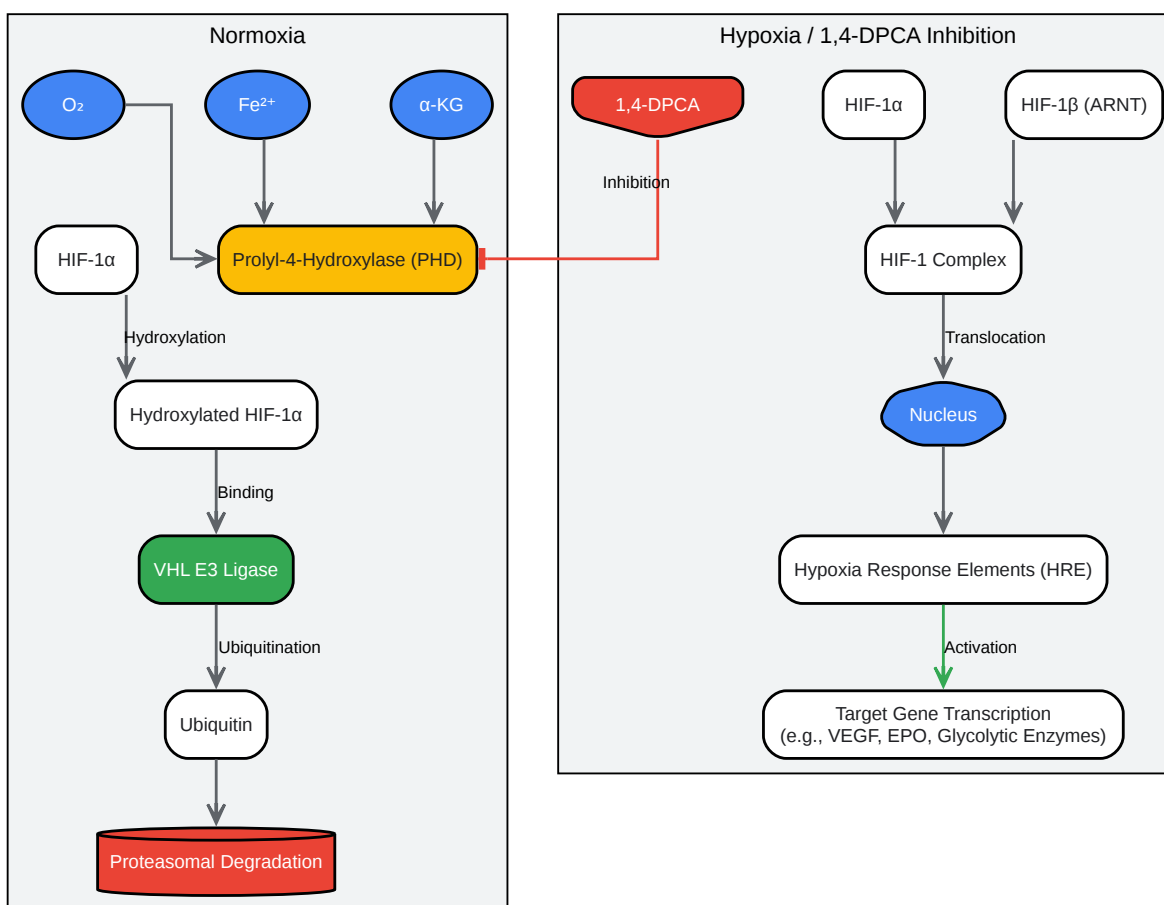 Normoxia
O₂
Fe²⁺
α-KG
HIF-1α
Prolyl-4-Hydroxylase (PHD)
Hydroxylation
Hydroxylated HIF-1α
Binding
VHL E3 Ligase
Ubiquitination
Ubiquitin
Proteasomal Degradation
Hypoxia / 1,4-DPCA Inhibition
1,4-DPCA
HIF-1α
HIF-1β (ARNT)
Inhibition
HIF-1 Complex
Translocation
Nucleus
Hypoxia Response Elements (HRE)
Activation
Target Gene Transcription
(e.g., VEGF, EPO, Glycolytic Enzymes)